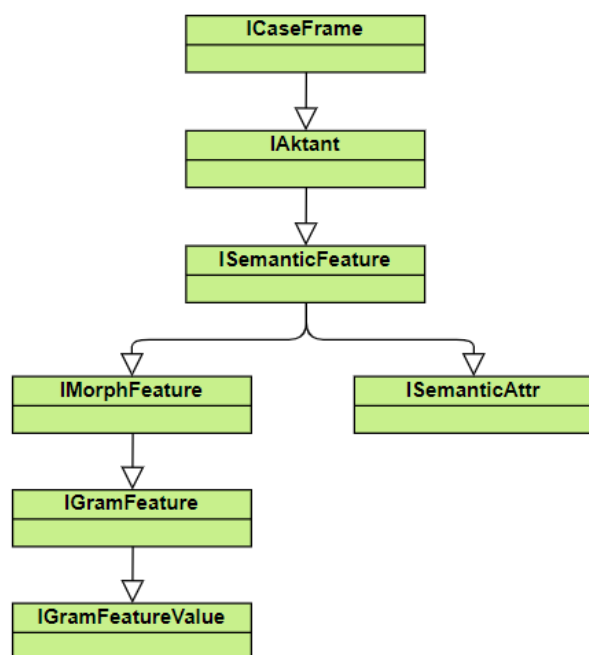 ICaseFrame
IAktant
ISemanticFeature
IMorphFeature
ISemanticAttr
IGramFeature
IGramFeatureValue